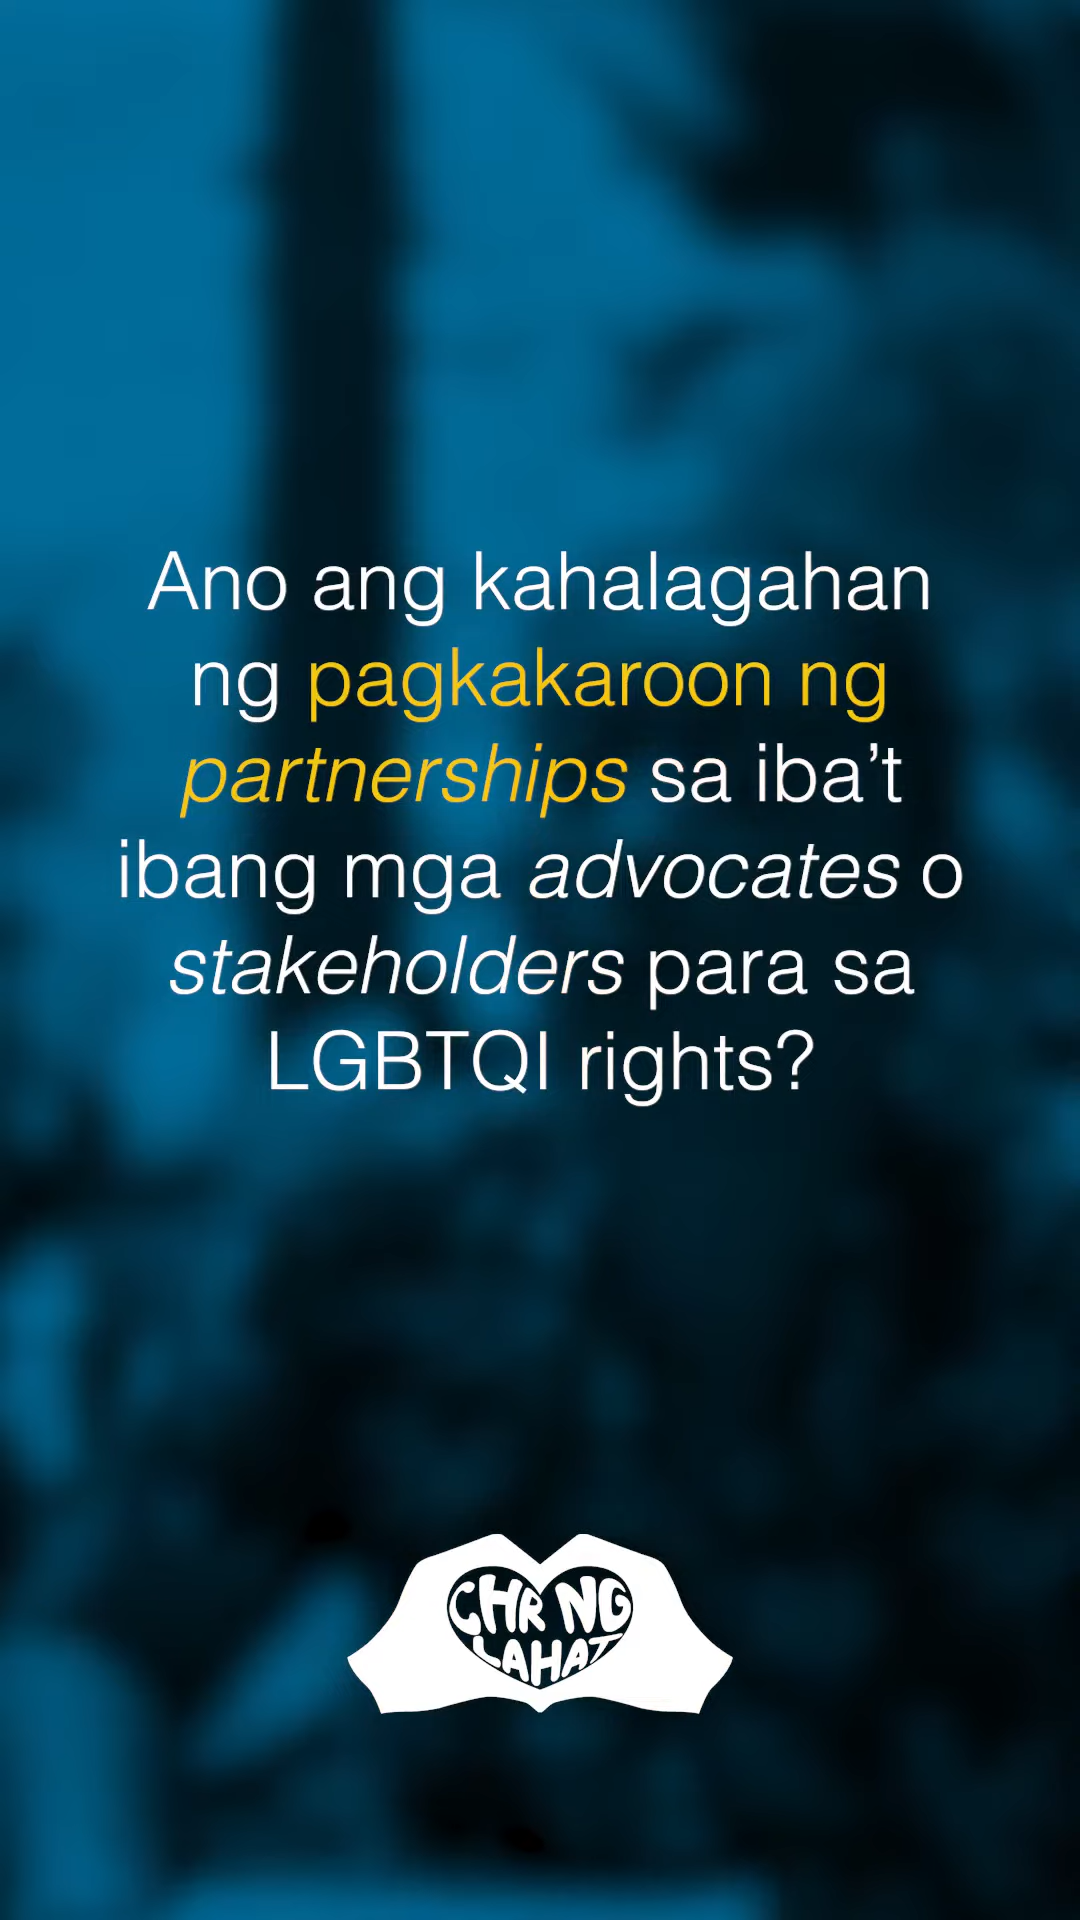 Ano ang kahalagahan
ng pagkakaroon ng
partnerships sa iba’t
ibang mga advocates o
stakeholders para sa
LGBTQI rights?
CHR NG
LAHAT